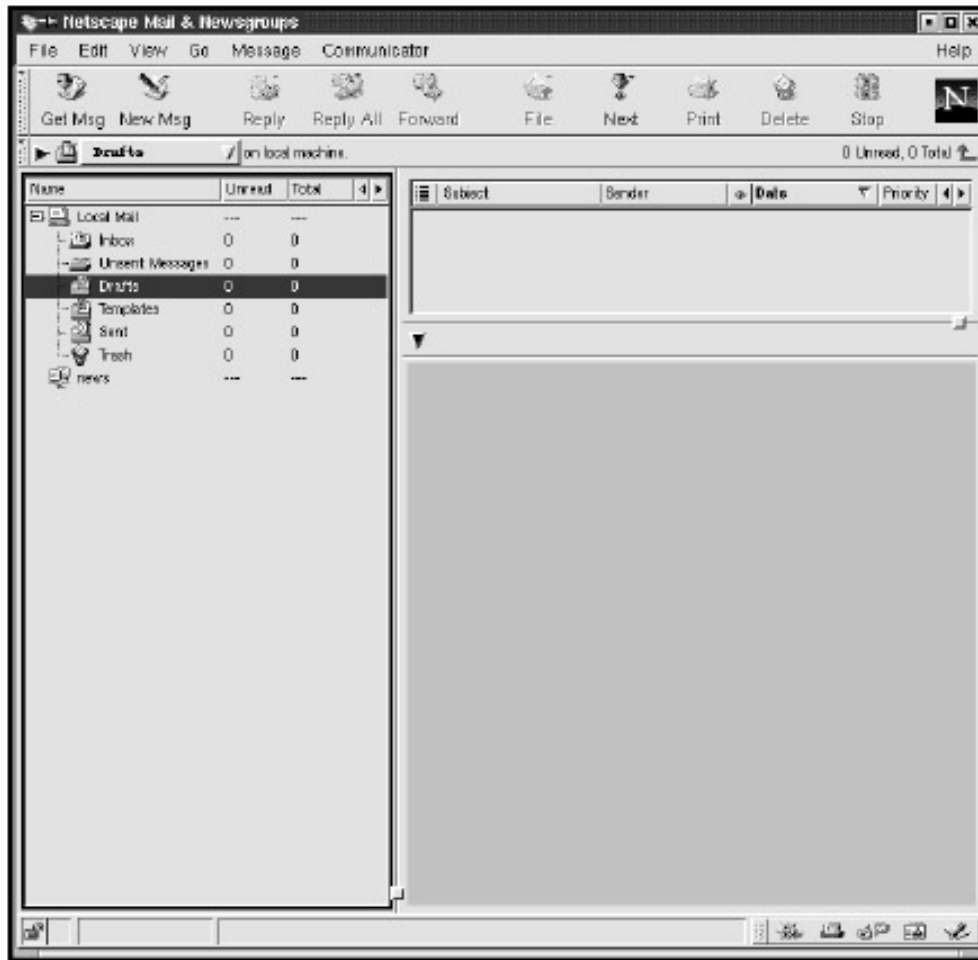 Netscape Mail & Newsgroups
File Edit View Go Message Communicator Help
Get Msg New Msg Reply Reply All Forward File Next Print Delete Stop N
Drafts on local machine. 0 Unread, 0 Total
Name Unread Total Subject Sender Date Priority
Local Mail --- ---
Inbox 0 0
Unsent Messages 0 0
Drafts 0 0
Templates 0 0
Sent 0 0
Trash 0 0
news --- ---